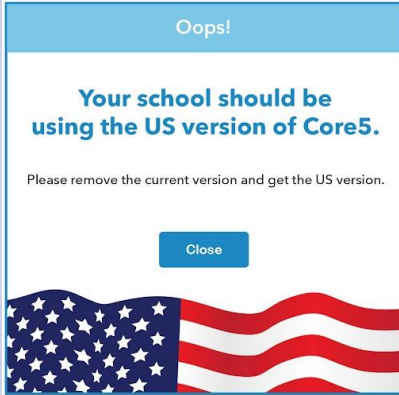 Oops!
Your school should be
using the US version of Core5.
Please remove the current version and get the US version.
Close